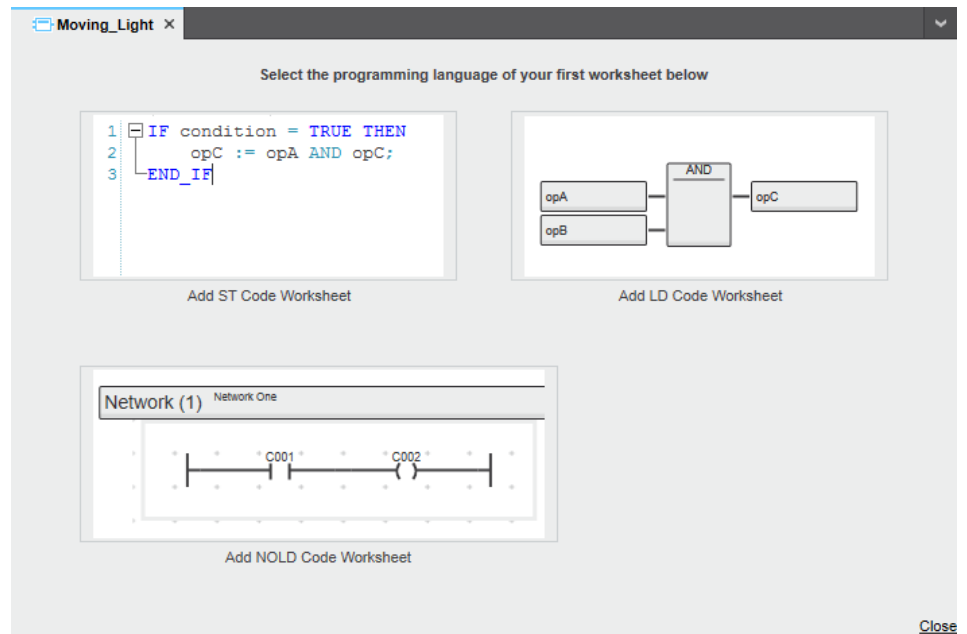 Moving_Light ×
Select the programming language of your first worksheet below
1 IF condition = TRUE THEN
2 opC := opA AND opC;
3 END_IF
Add ST Code Worksheet
AND
opA
opC
opB
Add LD Code Worksheet
Network (1) Network One
C001 C002
Add NOLD Code Worksheet
Close